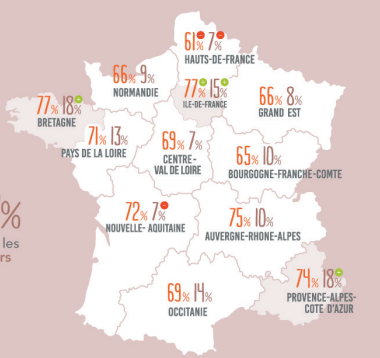 61% 7%
HAUTS-DE-FRANCE
66% 9%
NORMANDIE
77% 15%
ILE-DE-FRANCE
66% 8%
GRAND EST
77% 18%
BRETAGNE
71% 13%
PAYS DE LA LOIRE
69% 7%
CENTRE-
VAL DE LOIRE
65% 10%
BOURGOGNE-FRANCHE-COMTE
%
les
rs
72% 7%
NOUVELLE- AQUITAINE
75% 10%
AUVERGNE-RHONE-ALPES
69% 14%
OCCITANIE
74% 18%
PROVENCE-ALPES-
COTE D'AZUR